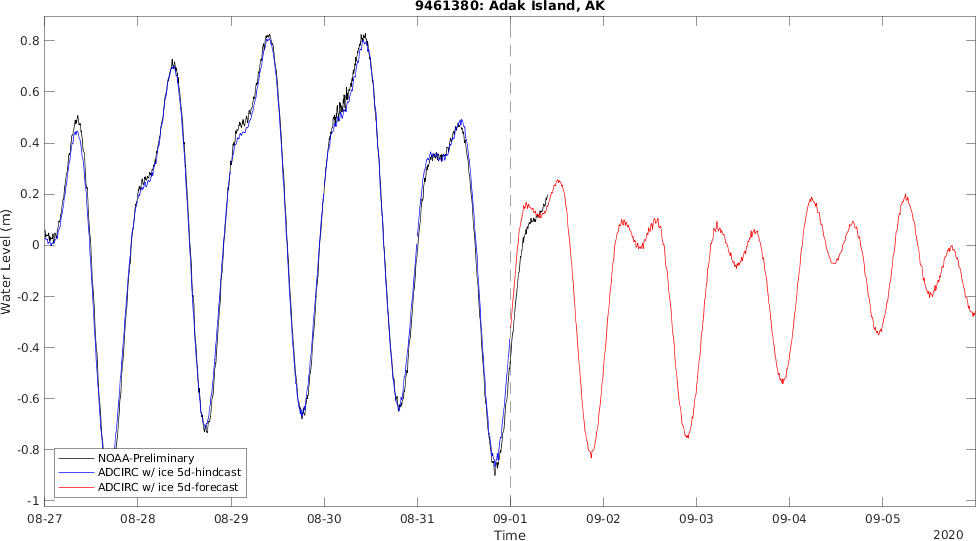 9461380: Adak Island, AK
Water Level (m)
0.8
0.6
0.4
0.2
0
-0.2
-0.4
-0.6
-0.8
-1
NOAA-Preliminary
ADCIRC w/ ice 5d-hindcast
ADCIRC w/ ice 5d-forecast
08-27 08-28 08-29 08-30 08-31 09-01 09-02 09-03 09-04 09-05
Time
2020